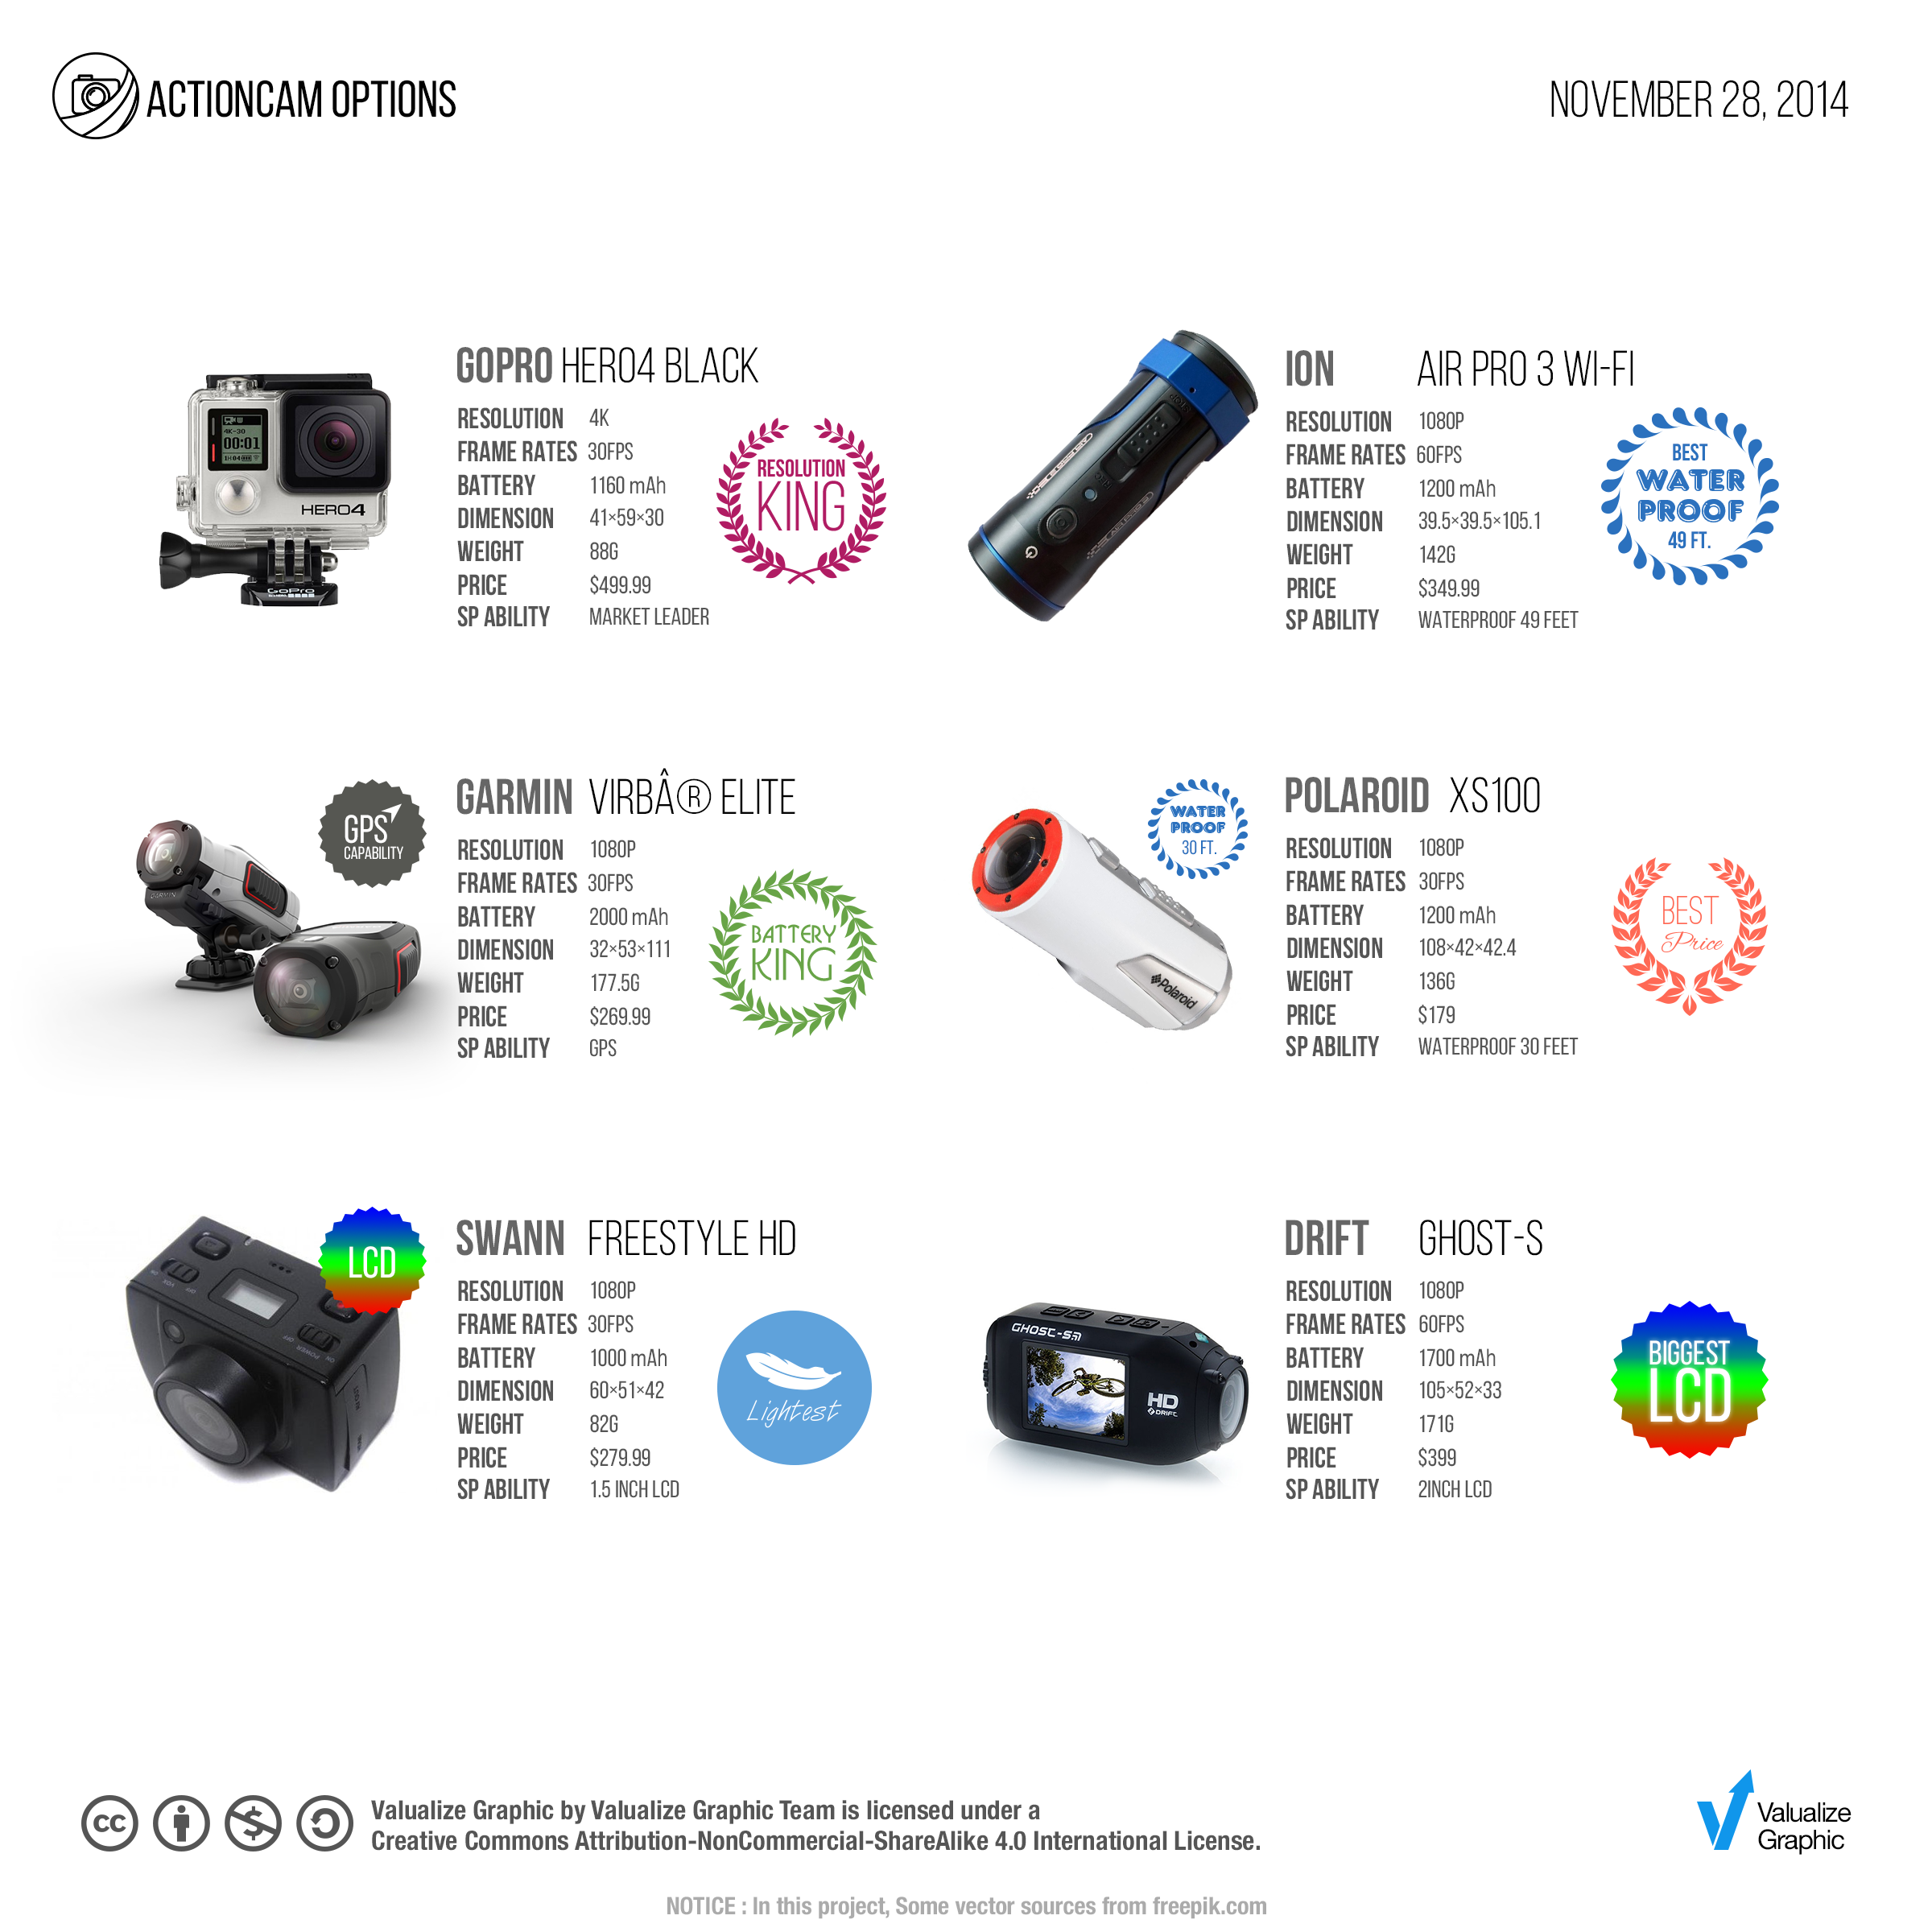 ACTIONCAM OPTIONS
NOVEMBER 28, 2014
GOPRO HERO4 BLACK
RESOLUTION 4K
FRAME RATES 30FPS
BATTERY 1160 mAh
DIMENSION 41×59×30
WEIGHT 88G
PRICE $499.99
SP ABILITY MARKET LEADER
RESOLUTION
KING
4K-30
00:01
HERO4
GoPro
ION AIR PRO 3 WI-FI
RESOLUTION 1080P
FRAME RATES 60FPS
BATTERY 1200 mAh
DIMENSION 39.5×39.5×105.1
WEIGHT 142G
PRICE $349.99
SP ABILITY WATERPROOF 49 FEET
BEST
WATER
PROOF
49 FT.
GARMIN VIRBÂ® ELITE
RESOLUTION 1080P
FRAME RATES 30FPS
BATTERY 2000 mAh
DIMENSION 32×53×111
WEIGHT 177.5G
PRICE $269.99
SP ABILITY GPS
GPS
CAPABILITY
GARMIN
BATTERY
KING
POLAROID XS100
RESOLUTION 1080P
FRAME RATES 30FPS
BATTERY 1200 mAh
DIMENSION 108×42×42.4
WEIGHT 136G
PRICE $179
SP ABILITY WATERPROOF 30 FEET
WATER
PROOF
30 FT.
Polaroid
BEST
Price
SWANN FREESTYLE HD
RESOLUTION 1080P
FRAME RATES 30FPS
BATTERY 1000 mAh
DIMENSION 60×51×42
WEIGHT 82G
PRICE $279.99
SP ABILITY 1.5 INCH LCD
LCD
Lightest
DRIFT GHOST-S
RESOLUTION 1080P
FRAME RATES 60FPS
BATTERY 1700 mAh
DIMENSION 105×52×33
WEIGHT 171G
PRICE $399
SP ABILITY 2INCH LCD
GHOST-S
HD
DRIFT
BIGGEST
LCD
cc
Valualize Graphic by Valualize Graphic Team is licensed under a
Creative Commons Attribution-NonCommercial-ShareAlike 4.0 International License.
Valualize
Graphic
NOTICE : In this project, Some vector sources from freepik.com